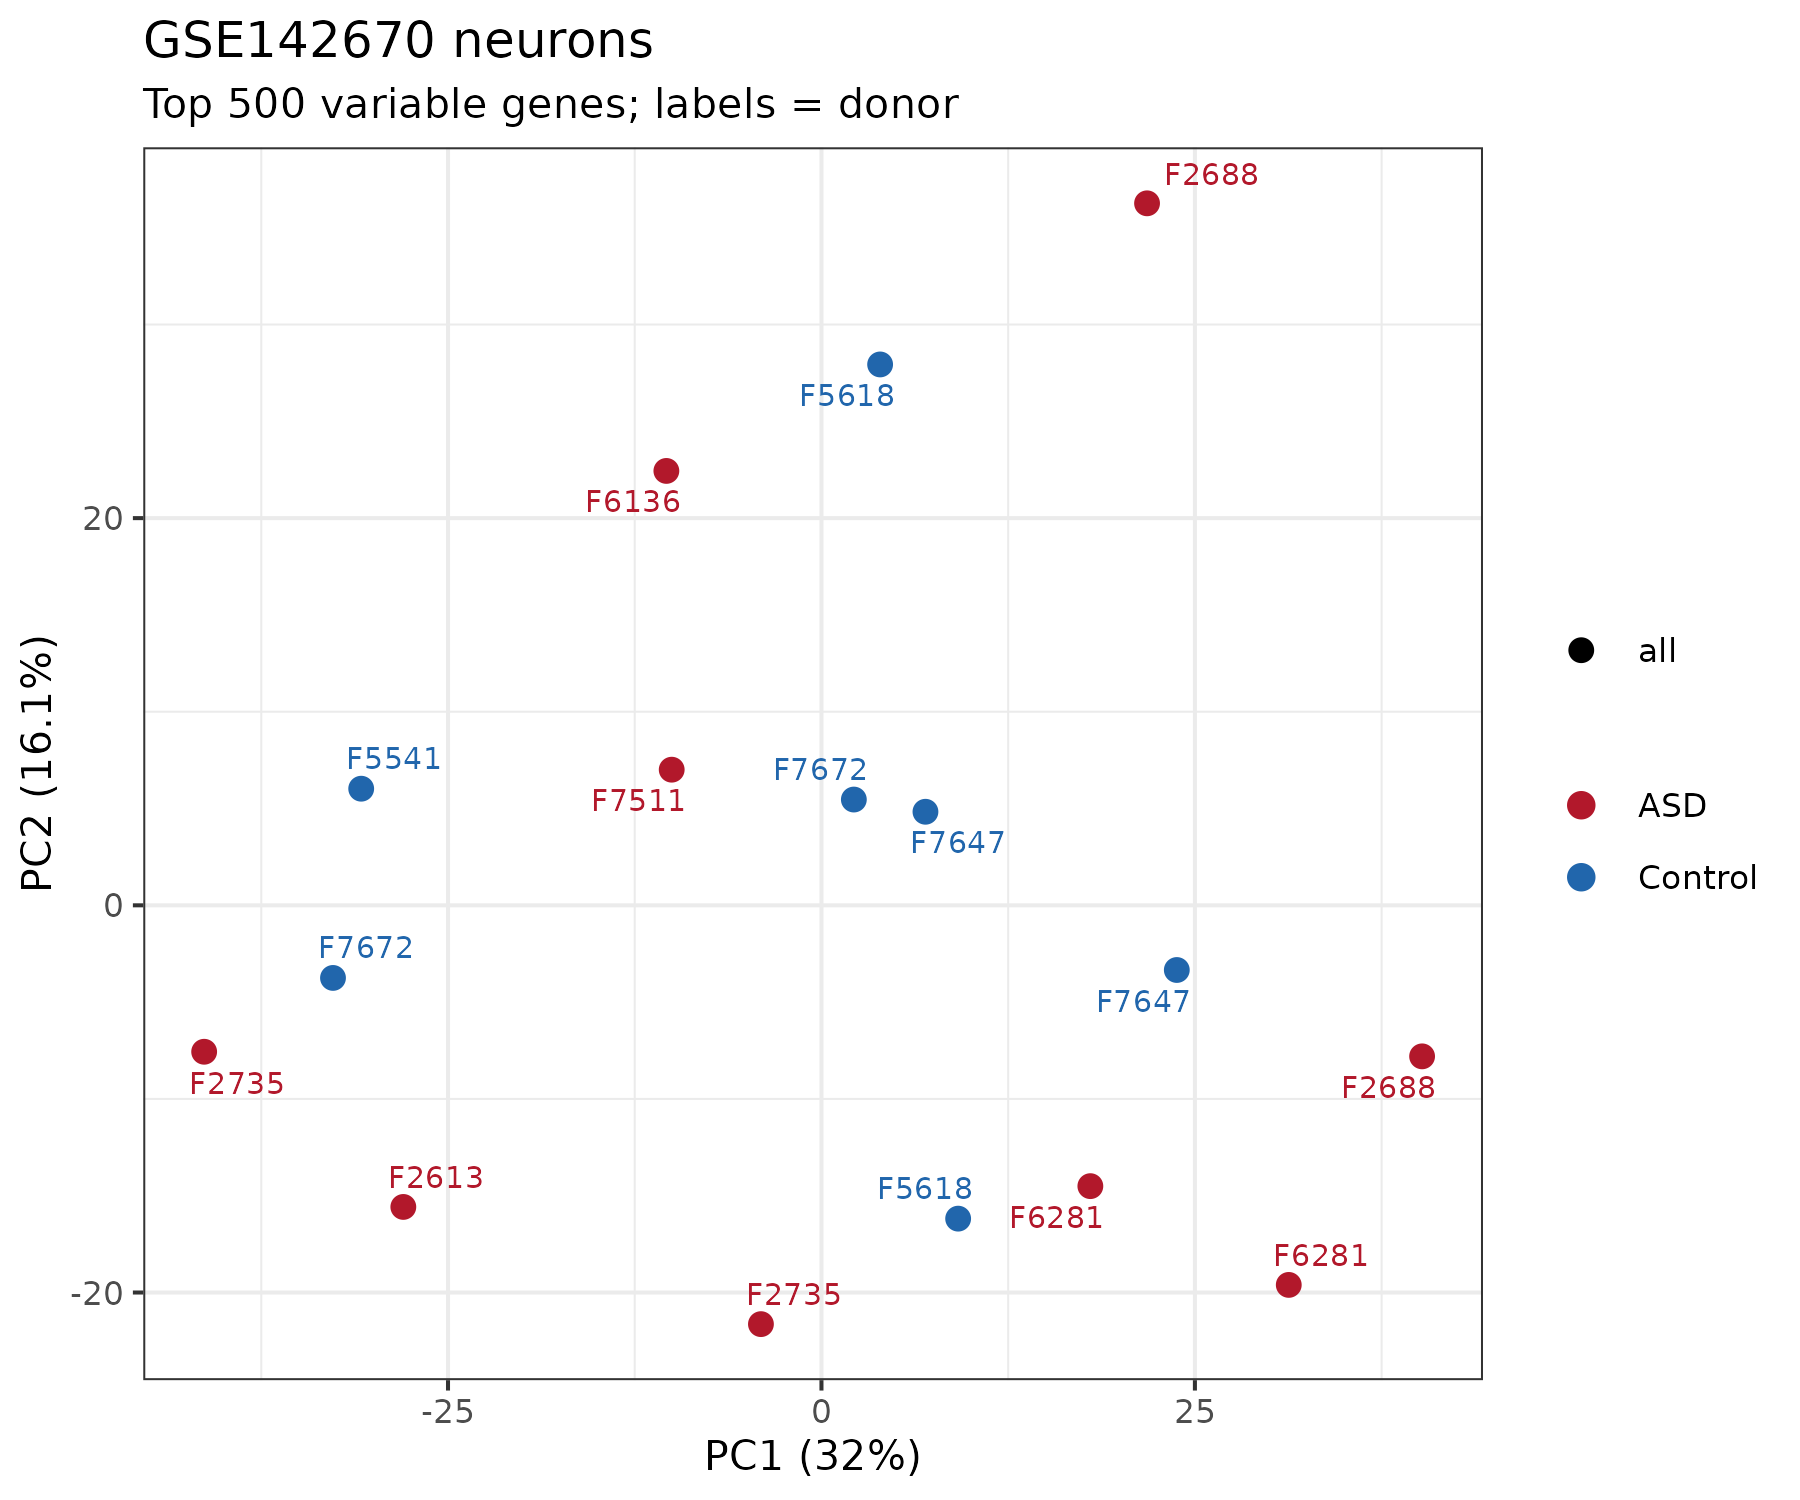 GSE142670 neurons
Top 500 variable genes; labels = donor
F2688
F5618
F6136
20
F5541
F7511
F7672
F7647
PC2 (16.1%)
0
F7672
F7647
F2735
F2688
F2613
F5618
F6281
F6281
F2735
-20
-25
0
25
PC1 (32%)
all
ASD
Control